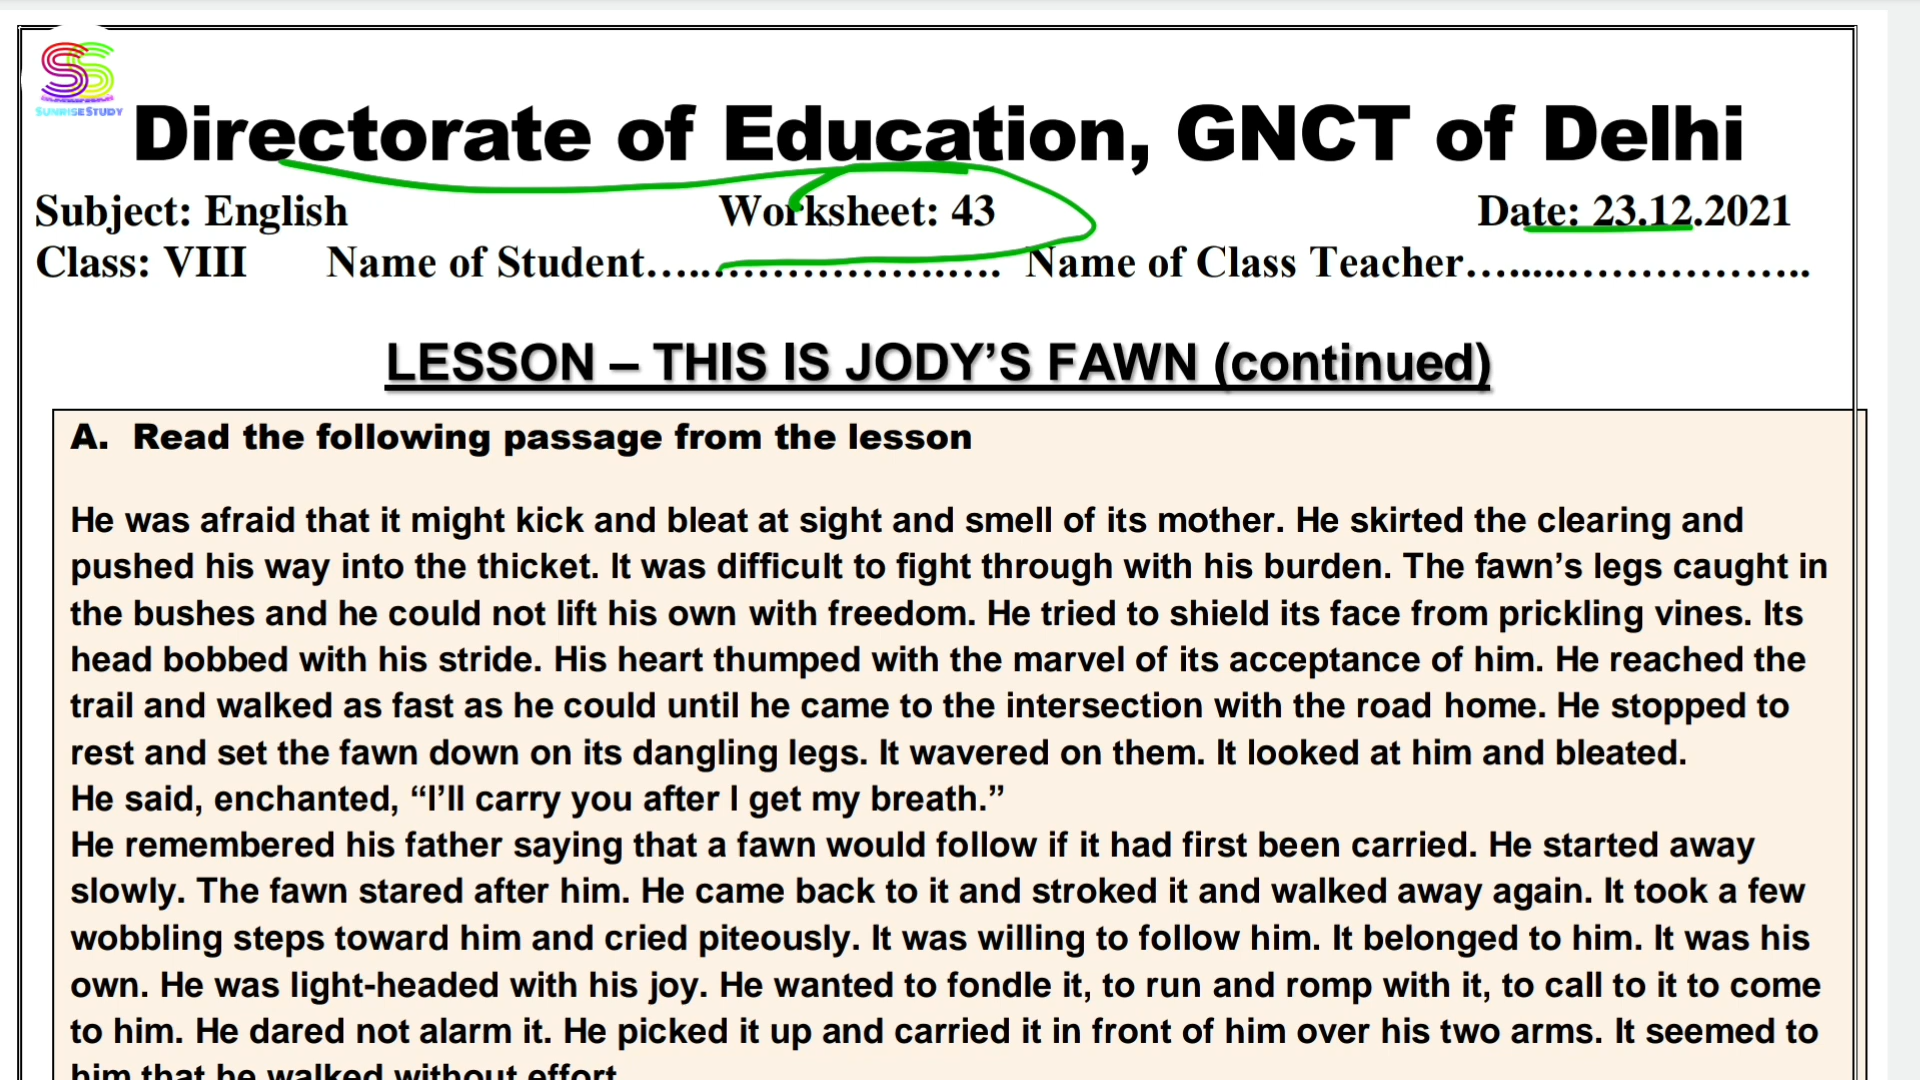 SUNRISE STUDY
Directorate of Education, GNCT of Delhi
Subject: English Worksheet: 43 Date: 23.12.2021
Class: VIII Name of Student…..……………….…. Name of Class Teacher…......……………..
LESSON – THIS IS JODY’S FAWN (continued)
A. Read the following passage from the lesson
He was afraid that it might kick and bleat at sight and smell of its mother. He skirted the clearing and
pushed his way into the thicket. It was difficult to fight through with his burden. The fawn’s legs caught in
the bushes and he could not lift his own with freedom. He tried to shield its face from prickling vines. Its
head bobbed with his stride. His heart thumped with the marvel of its acceptance of him. He reached the
trail and walked as fast as he could until he came to the intersection with the road home. He stopped to
rest and set the fawn down on its dangling legs. It wavered on them. It looked at him and bleated.
He said, enchanted, “I’ll carry you after I get my breath.”
He remembered his father saying that a fawn would follow if it had first been carried. He started away
slowly. The fawn stared after him. He came back to it and stroked it and walked away again. It took a few
wobbling steps toward him and cried piteously. It was willing to follow him. It belonged to him. It was his
own. He was light-headed with his joy. He wanted to fondle it, to run and romp with it, to call to it to come
to him. He dared not alarm it. He picked it up and carried it in front of him over his two arms. It seemed to
him that he walked without effort